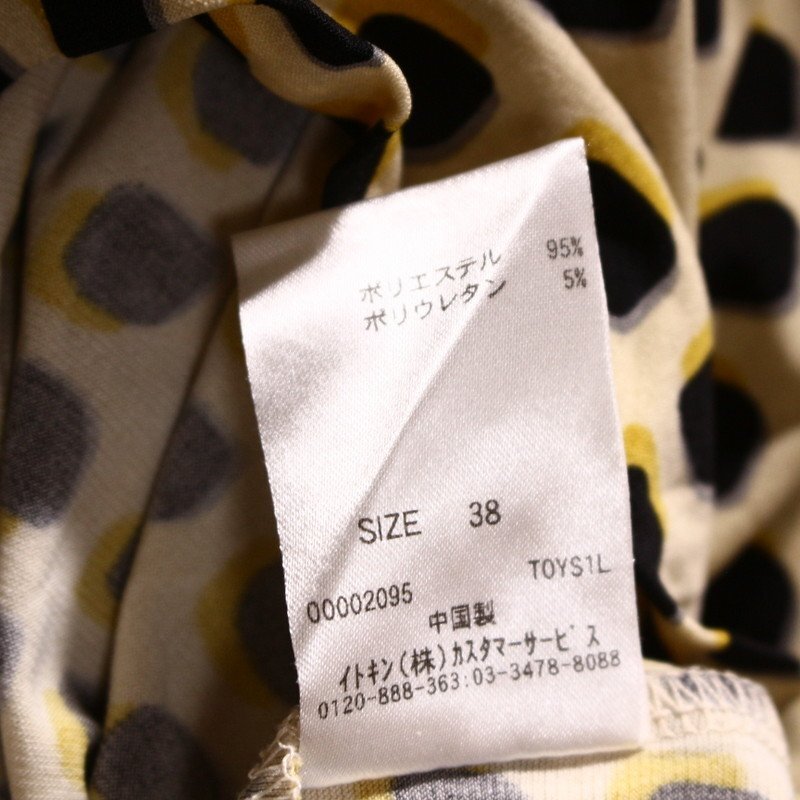 ポリエステル 95%
ポリウレタン 5%
SIZE 38
00002095 TOYS1L
中国製
イトキン(株)カスタマーサービス
0120-888-363:03-3478-8088